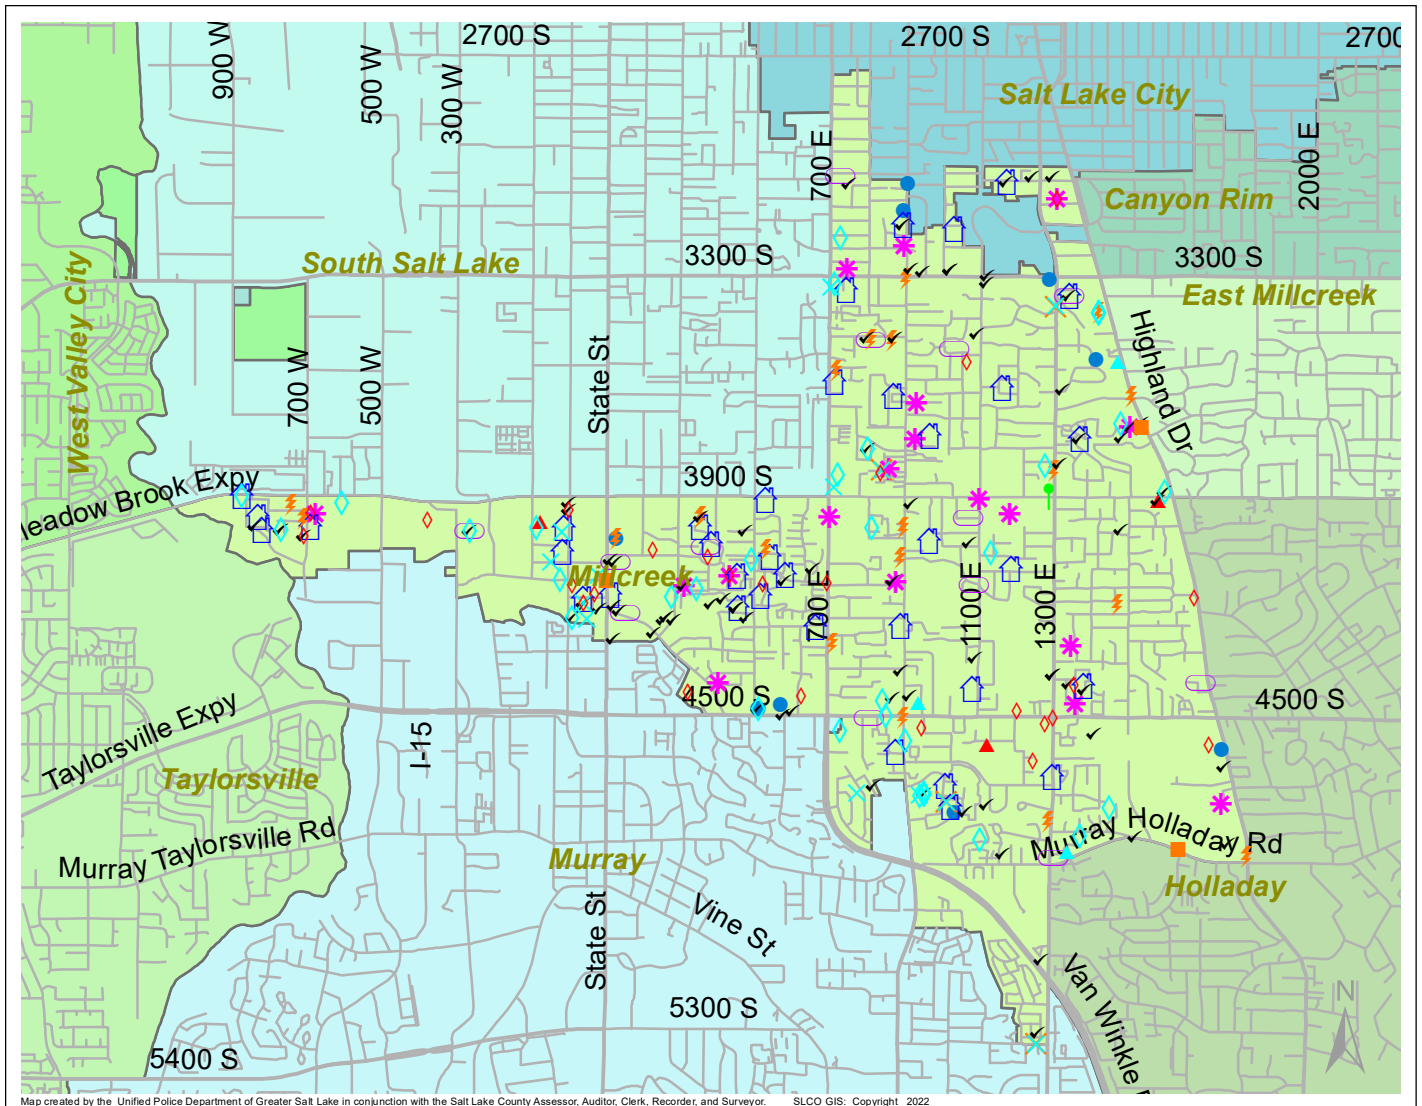 2700 S
2700 S
2700
900 W
500 W
300 W
Salt Lake City
700 E
2000 E
Canyon Rim
South Salt Lake
3300 S
3300 S
West Valley City
East Millcreek
Highland Dr
State St
700 W
500 W
3900 S
Meadow Brook Expy
Millcreek
700 E
1100 E
1300 E
4500 S
4500 S
Taylorsville Expy
I-15
Taylorsville
Murray Taylorsville Rd
Murray Holladay Rd
Murray
Holladay
State St
Vine St
Van Winkle
5300 S
5400 S
N
Map created by the Unified Police Department of Greater Salt Lake in conjunction with the Salt Lake County Assessor, Auditor, Clerk, Recorder, and Surveyor. SLCO GIS: Copyright 2022